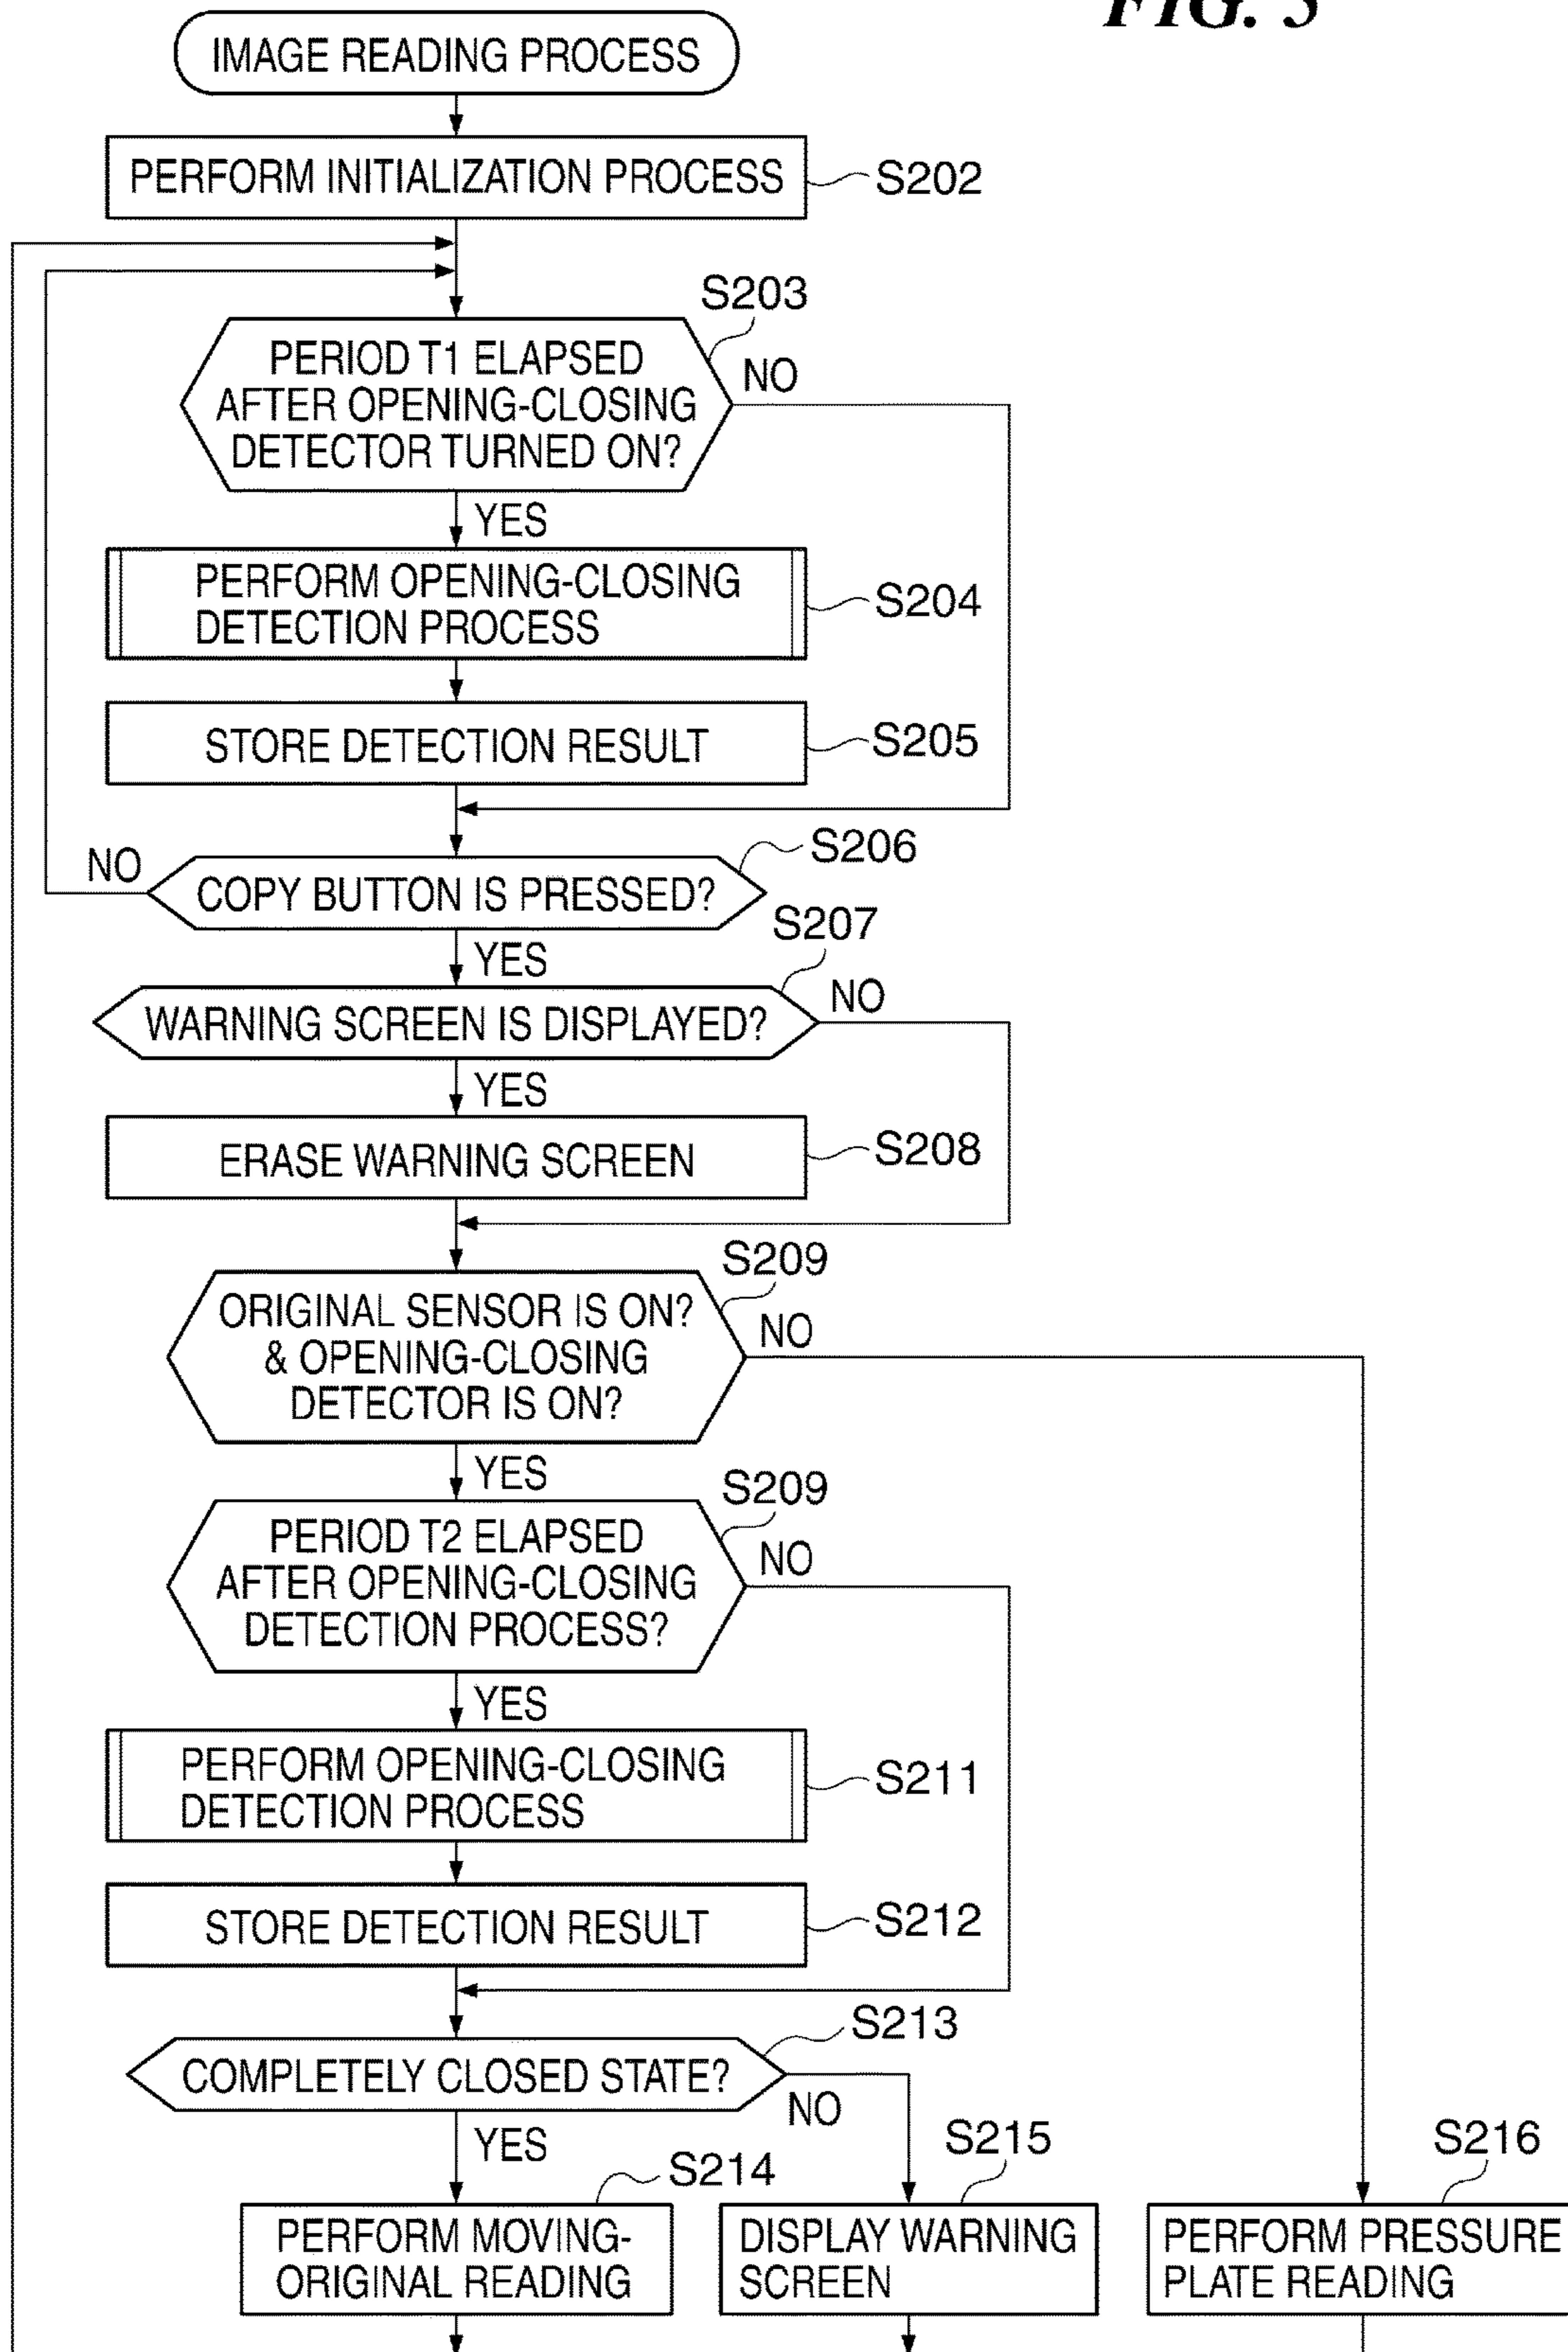 FIG. 5
IMAGE READING PROCESS
PERFORM INITIALIZATION PROCESS
S202
S203
PERIOD T1 ELAPSED
AFTER OPENING-CLOSING
DETECTOR TURNED ON?
NO
YES
PERFORM OPENING-CLOSING
DETECTION PROCESS
S204
STORE DETECTION RESULT
S205
S206
NO
COPY BUTTON IS PRESSED?
YES
S207
WARNING SCREEN IS DISPLAYED?
NO
YES
ERASE WARNING SCREEN
S208
S209
ORIGINAL SENSOR IS ON?
& OPENING-CLOSING
DETECTOR IS ON?
NO
YES
S209
PERIOD T2 ELAPSED
AFTER OPENING-CLOSING
DETECTION PROCESS?
NO
YES
PERFORM OPENING-CLOSING
DETECTION PROCESS
S211
STORE DETECTION RESULT
S212
S213
COMPLETELY CLOSED STATE?
NO
YES
S214
PERFORM MOVING-
ORIGINAL READING
S215
DISPLAY WARNING
SCREEN
S216
PERFORM PRESSURE
PLATE READING